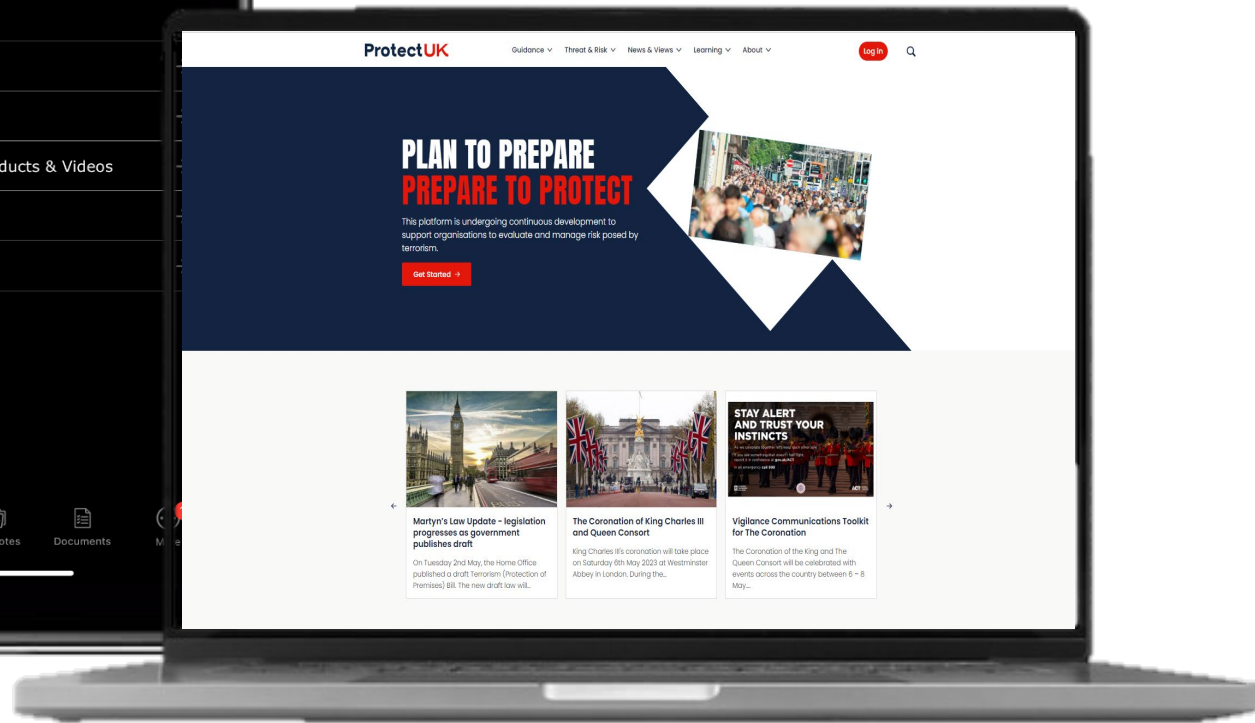 ducts & Videos
otes
Documents
ProtectUK
Guidance
Threat & Risk
News & Views
Learning
About
Log in
PLAN TO PREPARE
PREPARE TO PROTECT
This platform is undergoing continuous development to
support organisations to evaluate and manage risk posed by
terrorism.
Get Started →
STAY ALERT
AND TRUST YOUR
INSTINCTS
Martyn's Law Update - legislation
progresses as government
publishes draft
On Tuesday 2nd May, the Home Office
published a draft Terrorism (Protection of
Premises) Bill. The new draft law will...
The Coronation of King Charles III
and Queen Consort
King Charles III's coronation will take place
on Saturday 6th May 2023 at Westminster
Abbey in London. During the...
Vigilance Communications Toolkit
for The Coronation
The Coronation of the King and The
Queen Consort will be celebrated with
events across the country between 6 – 8
May...